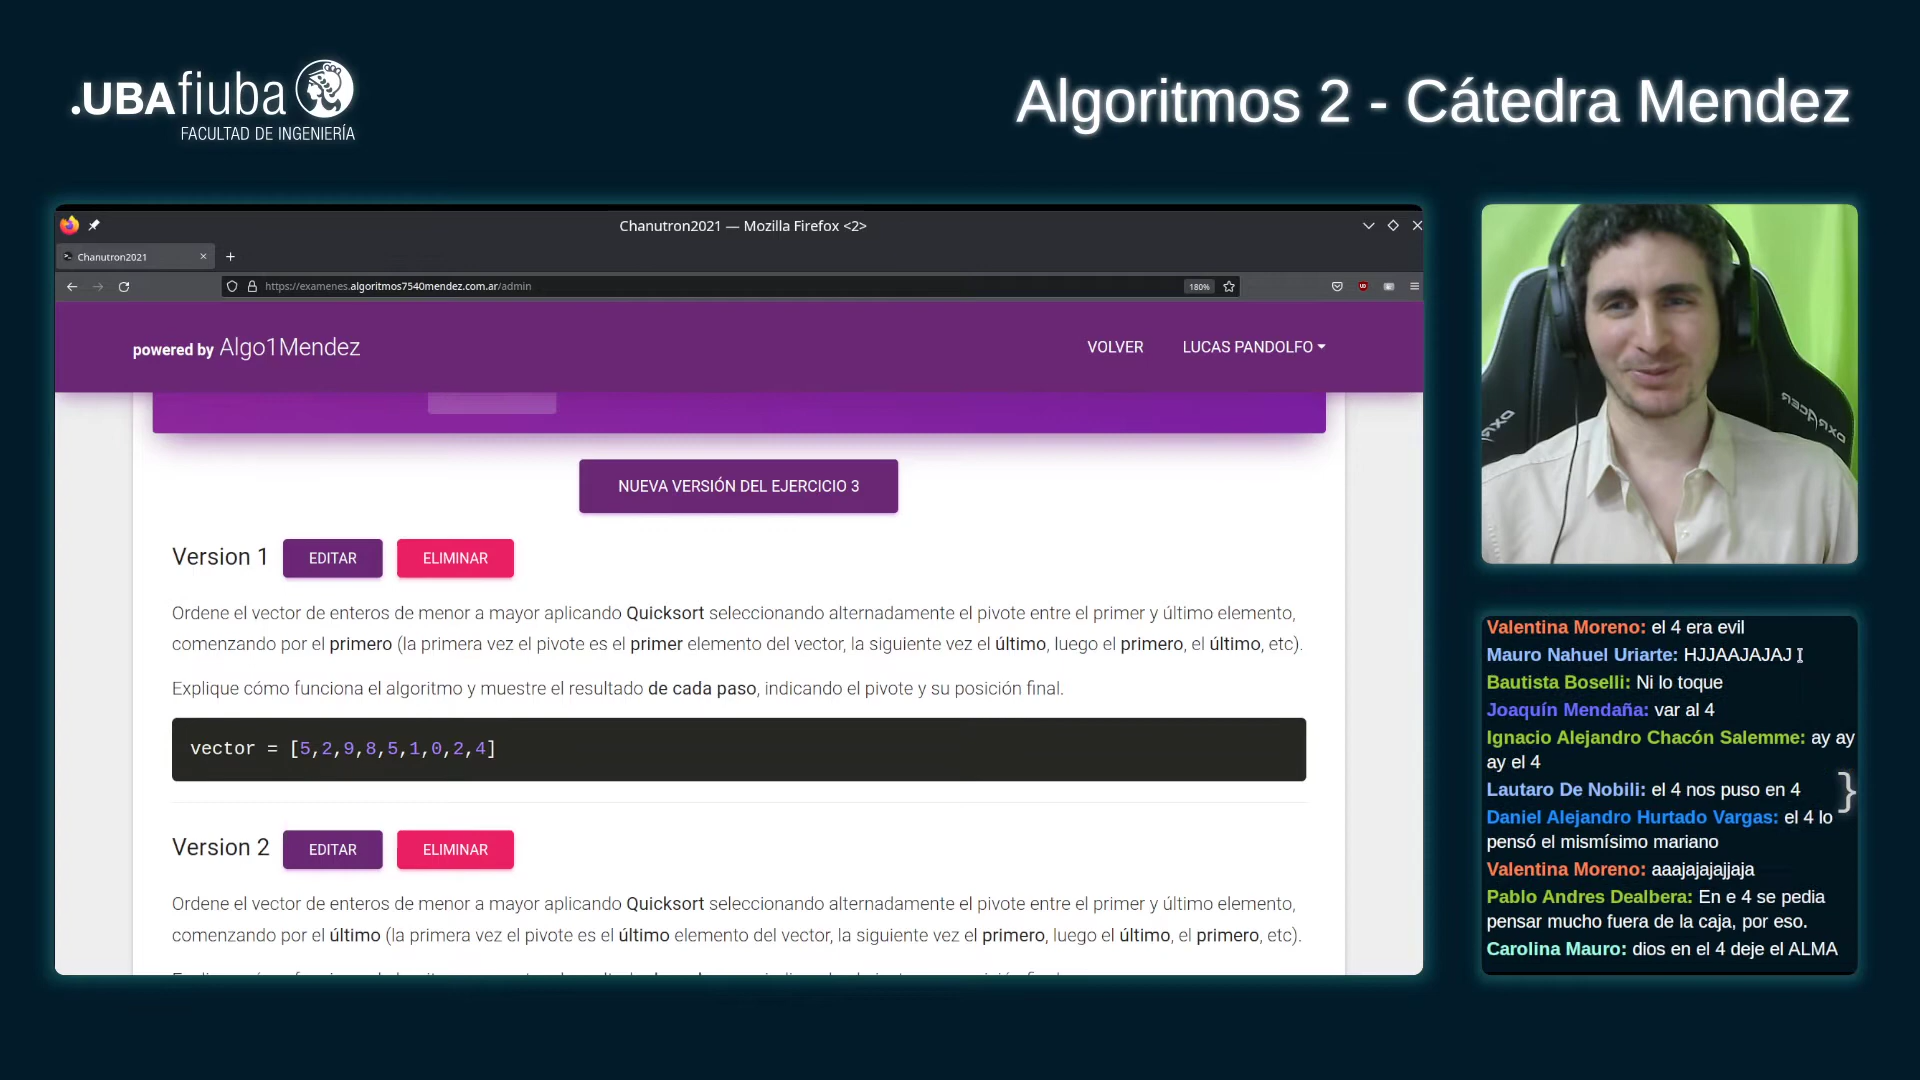 .UBAfiuba
FACULTAD DE INGENIERÍA
Algoritmos 2 - Cátedra Mendez
Chanutron2021 — Mozilla Firefox <2>
Chanutron2021
https://examenes.algoritmos7540mendez.com.ar/admin
180%
powered by Algo1Mendez
VOLVER
LUCAS PANDOLFO
NUEVA VERSIÓN DEL EJERCICIO 3
Version 1
EDITAR
ELIMINAR
Ordene el vector de enteros de menor a mayor aplicando Quicksort seleccionando alternadamente el pivote entre el primer y último elemento,
comenzando por el primero (la primera vez el pivote es el primer elemento del vector, la siguiente vez el último, luego el primero, el último, etc).
Explique cómo funciona el algoritmo y muestre el resultado de cada paso, indicando el pivote y su posición final.
vector = [5,2,9,8,5,1,0,2,4]
Version 2
EDITAR
ELIMINAR
Ordene el vector de enteros de menor a mayor aplicando Quicksort seleccionando alternadamente el pivote entre el primer y último elemento,
comenzando por el último (la primera vez el pivote es el último elemento del vector, la siguiente vez el primero, luego el último, el primero, etc).
DXRACER
Valentina Moreno: el 4 era evil
Mauro Nahuel Uriarte: HJJAAJAJAJ
Bautista Boselli: Ni lo toque
Joaquín Mendaña: var al 4
Ignacio Alejandro Chacón Salemme: ay ay
ay el 4
Lautaro De Nobili: el 4 nos puso en 4
}
Daniel Alejandro Hurtado Vargas: el 4 lo
pensó el mismísimo mariano
Valentina Moreno: aaajajajajjaja
Pablo Andres Dealbera: En e 4 se pedia
pensar mucho fuera de la caja, por eso.
Carolina Mauro: dios en el 4 deje el ALMA